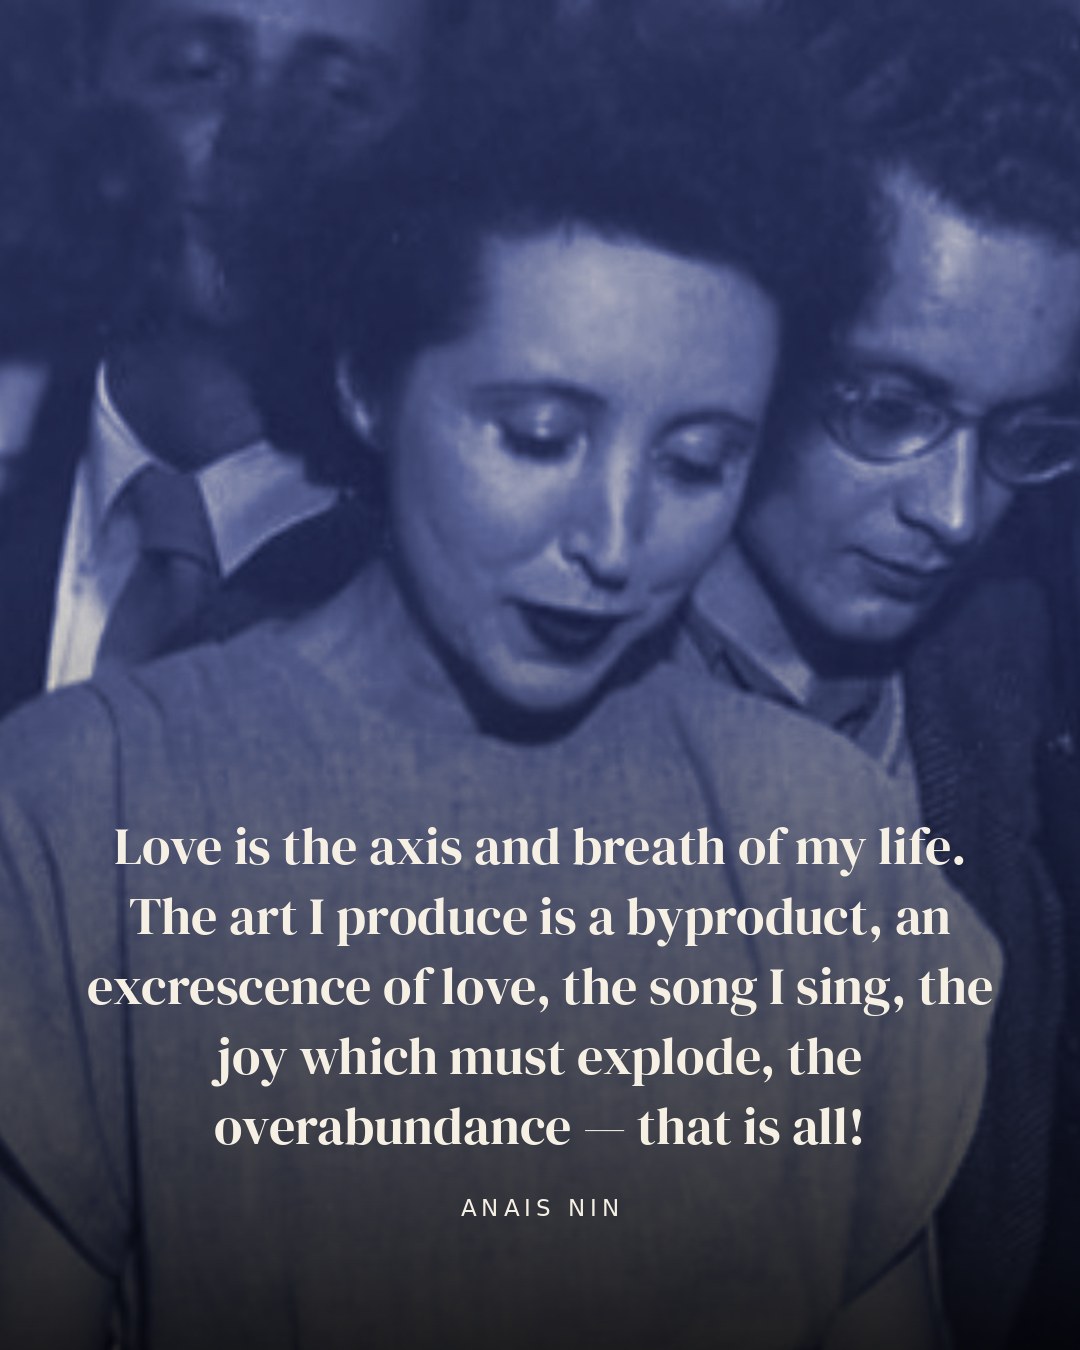 Love is the axis and breath of my life.
The art I produce is a byproduct, an
excrescence of love, the song I sing, the
joy which must explode, the
overabundance — that is all!
ANAIS NIN